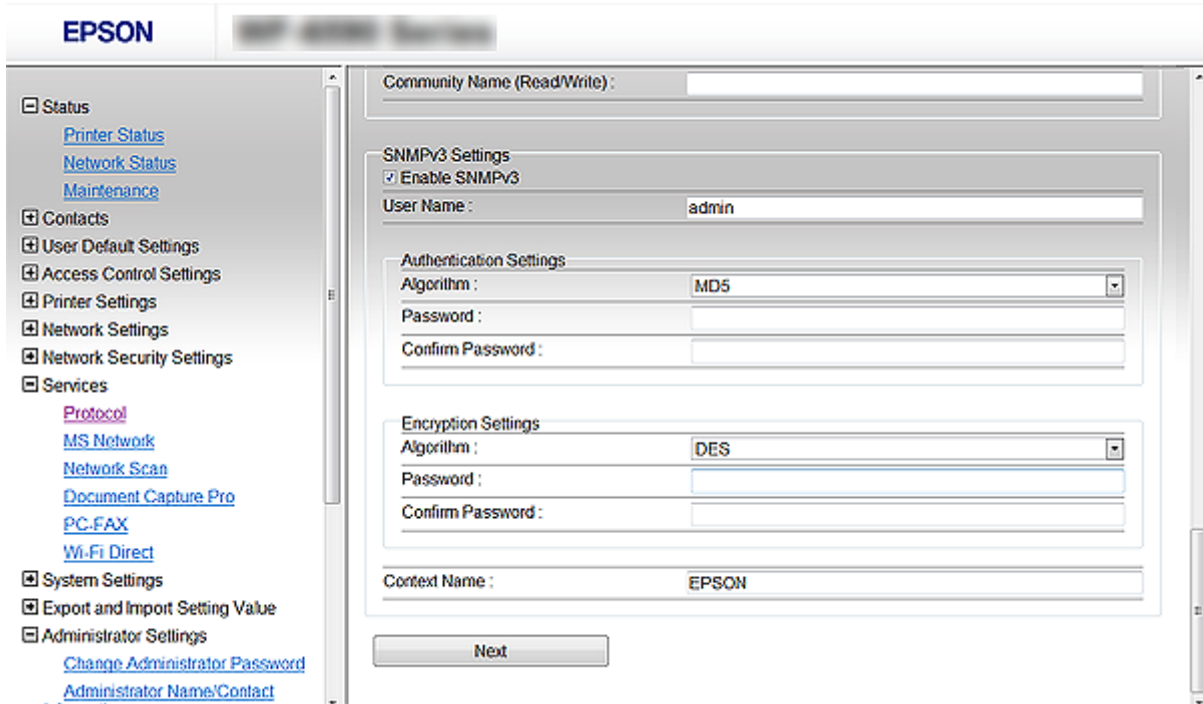 EPSON
Status
Printer Status
Network Status
Maintenance
Contacts
User Default Settings
Access Control Settings
Printer Settings
Network Settings
Network Security Settings
Services
Protocol
MS Network
Network Scan
Document Capture Pro
PC-FAX
Wi-Fi Direct
System Settings
Export and Import Setting Value
Administrator Settings
Change Administrator Password
Administrator Name/Contact
Community Name (Read/Write) :
SNMPv3 Settings
Enable SNMPv3
User Name : admin
Authentication Settings
Algorithm : MD5
Password :
Confirm Password :
Encryption Settings
Algorithm : DES
Password :
Confirm Password :
Context Name : EPSON
Next